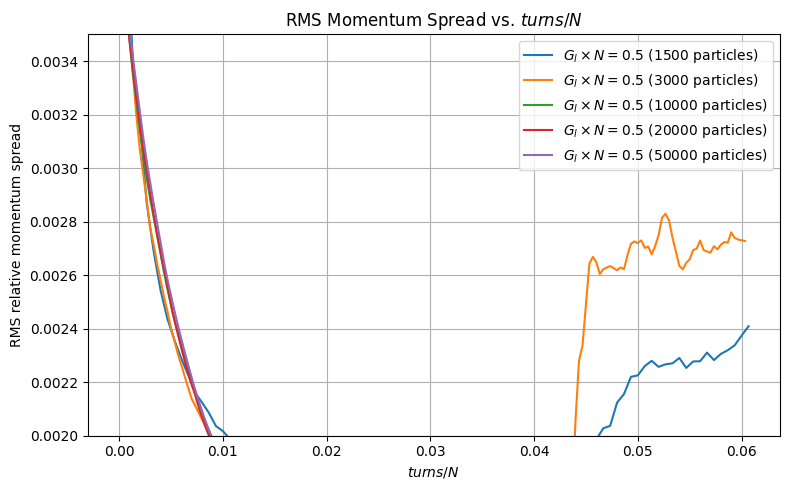 RMS Momentum Spread vs. turns/N
RMS relative momentum spread
0.0034
0.0032
0.0030
0.0028
0.0026
0.0024
0.0022
0.0020
G_l × N = 0.5 (1500 particles)
G_l × N = 0.5 (3000 particles)
G_l × N = 0.5 (10000 particles)
G_l × N = 0.5 (20000 particles)
G_l × N = 0.5 (50000 particles)
0.00 0.01 0.02 0.03 0.04 0.05 0.06
turns/N